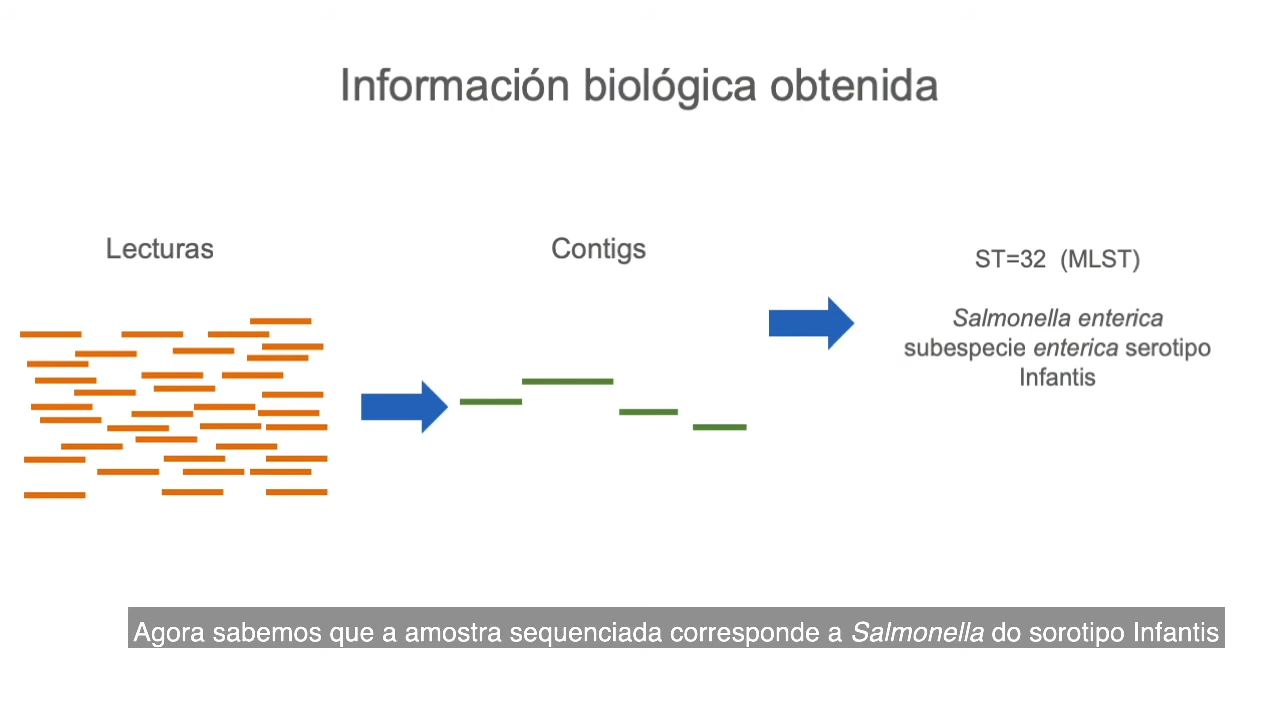 Información biológica obtenida
Lecturas
Contigs
ST=32 (MLST)
Salmonella enterica
subespecie enterica serotipo
Infantis
Agora sabemos que a amostra sequenciada corresponde a Salmonella do sorotipo Infantis